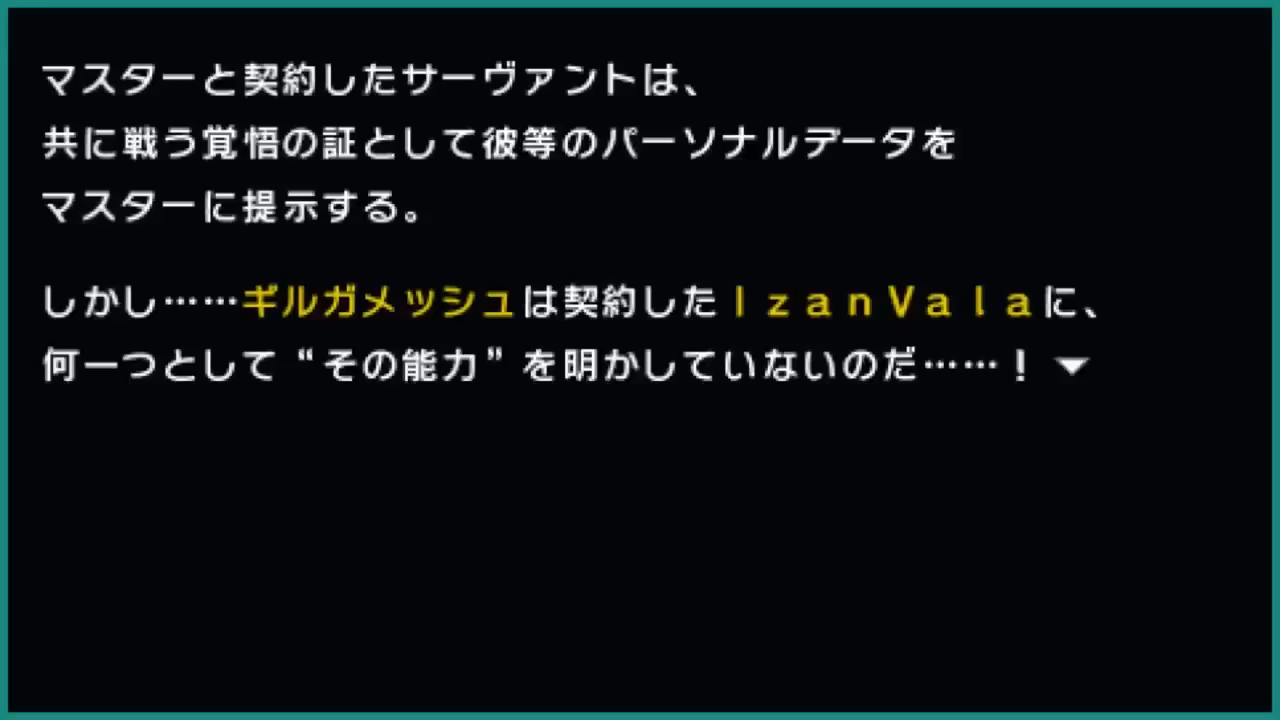 マスターと契約したサーヴァントは、
共に戦う覚悟の証として彼等のパーソナルデータを
マスターに提示する。
しかし……ギルガメッシュは契約したＩｚａｎＶａｌａに、
何一つとして“その能力”を明かしていないのだ……！